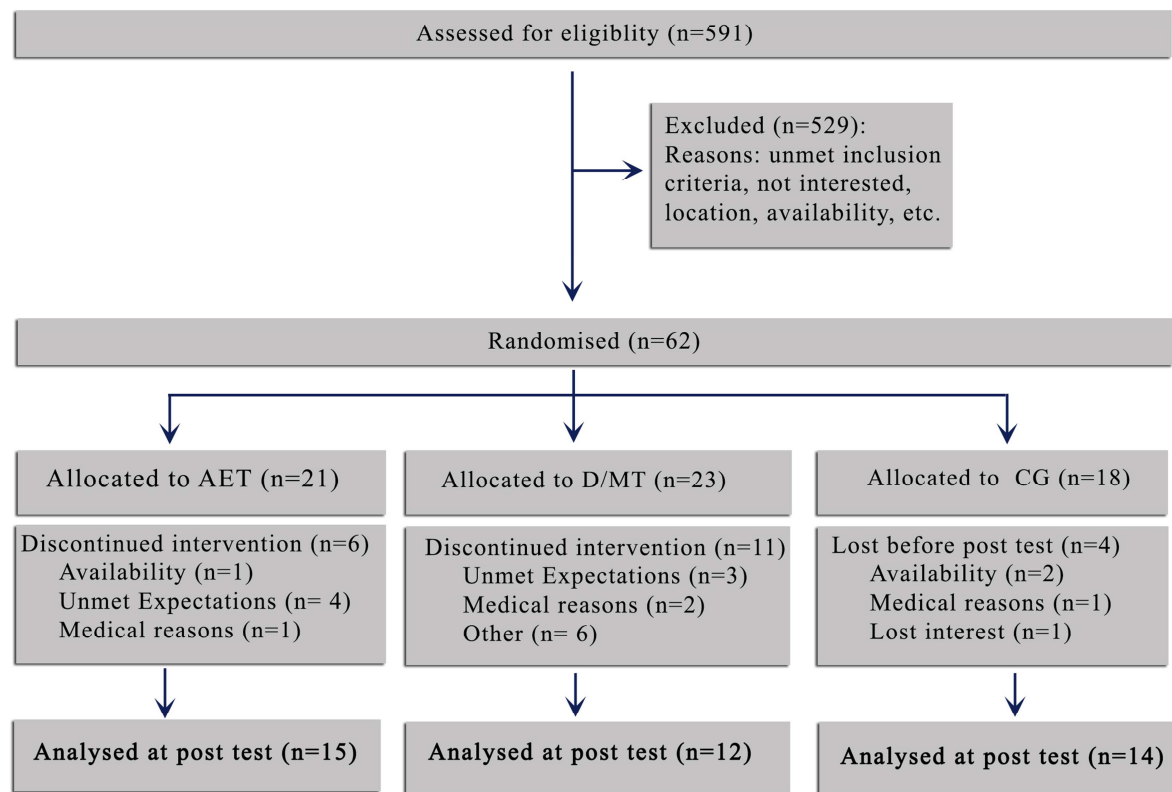 Assessed for eligiblity (n=591)
Excluded (n=529):
Reasons: unmet inclusion
criteria, not interested,
location, availability, etc.
Randomised (n=62)
Allocated to AET (n=21)
Discontinued intervention (n=6)
Availability (n=1)
Unmet Expectations (n= 4)
Medical reasons (n=1)
Analysed at post test (n=15)
Allocated to D/MT (n=23)
Discontinued intervention (n=11)
Unmet Expectations (n=3)
Medical reasons (n=2)
Other (n= 6)
Analysed at post test (n=12)
Allocated to CG (n=18)
Lost before post test (n=4)
Availability (n=2)
Medical reasons (n=1)
Lost interest (n=1)
Analysed at post test (n=14)